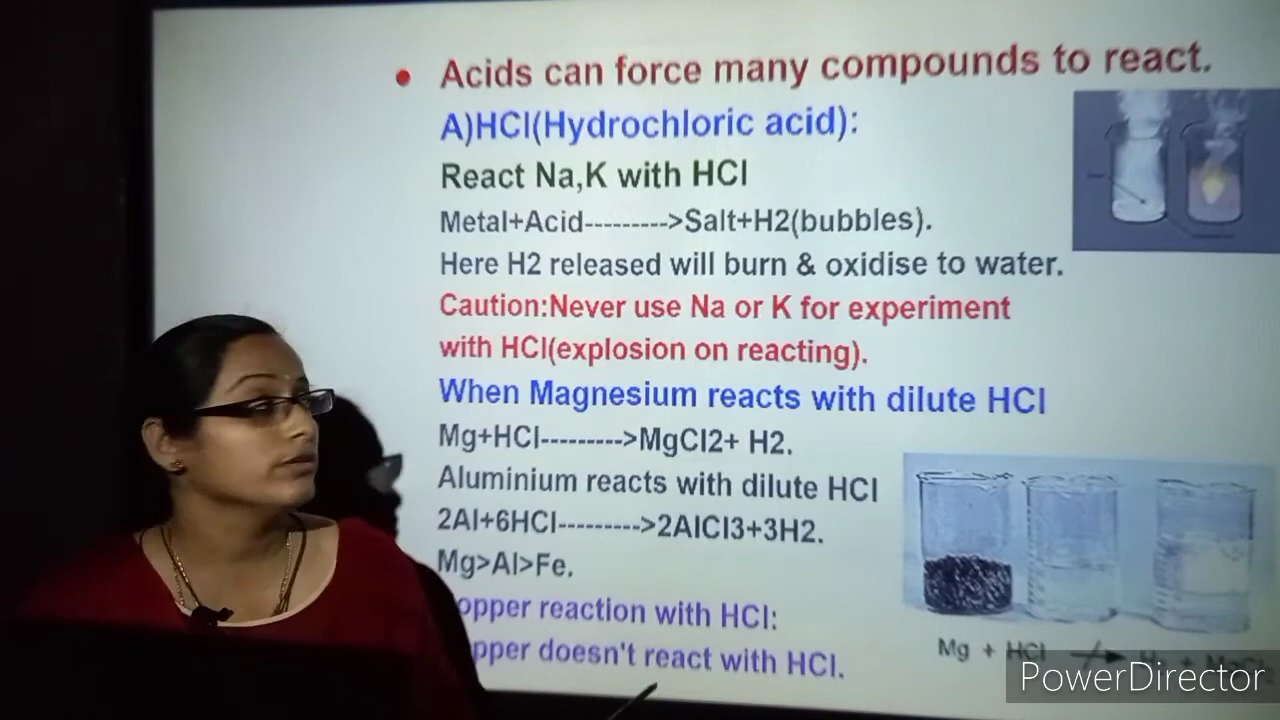 • Acids can force many compounds to react.
A)HCl(Hydrochloric acid):
React Na,K with HCl
Metal+Acid--------->Salt+H2(bubbles).
Here H2 released will burn & oxidise to water.
Caution:Never use Na or K for experiment
with HCl(explosion on reacting).
When Magnesium reacts with dilute HCl
Mg+HCl--------->MgCl2+ H2.
Aluminium reacts with dilute HCl
2Al+6HCl--------->2AlCl3+3H2.
Mg>Al>Fe.
opper reaction with HCl:
pper doesn't react with HCl.
Mg + HCl
PowerDirector